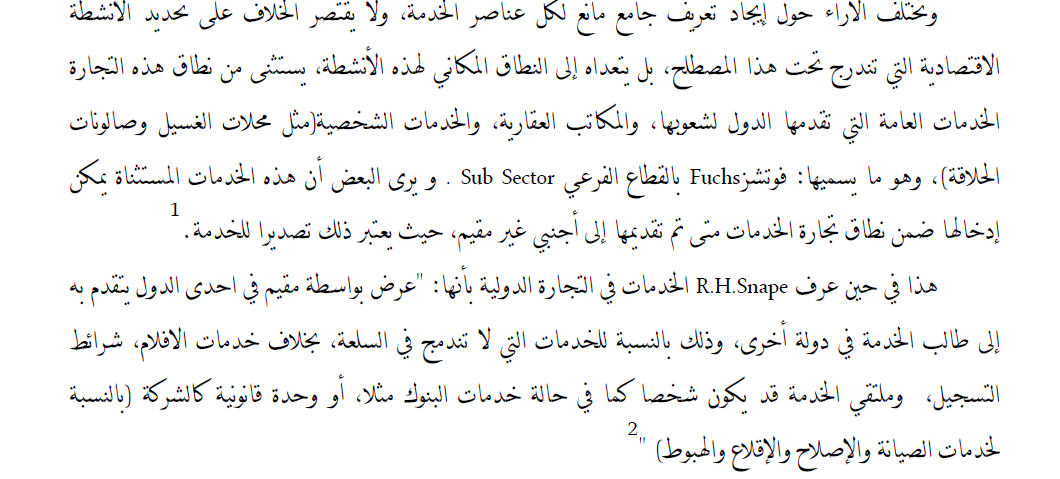 وتختلف الآراء حول إيجاد تعريف جامع مانع لكل عناصر الخدمة، ولا يقتصر الخلاف على تحديد الأنشطة
الاقتصادية التي تندرج تحت هذا المصطلح، بل يتعداه إلى النطاق المكاني لهذه الأنشطة، يستثنى من نطاق هذه التجارة
الخدمات العامة التي تقدمها الدول لشعوبها، والمكاتب العقارية، والخدمات الشخصية(مثل محلات الغسيل وصالونات
الحلاقة)، وهو ما يسميها: فوتشزFuchs بالقطاع الفرعي Sub Sector . و يرى البعض أن هذه الخدمات المستثناة يمكن
إدخالها ضمن نطاق تجارة الخدمات متى تم تقديمها إلى أجنبي غير مقيم، حيث يعتبر ذلك تصديرا للخدمة.1
هذا في حين عرف R.H.Snape الخدمات في التجارة الدولية بأنها: "عرض بواسطة مقيم في احدى الدول يتقدم به
إلى طالب الخدمة في دولة أخرى، وذلك بالنسبة للخدمات التي لا تندمج في السلعة، بخلاف خدمات الافلام، شرائط
التسجيل، وملتقي الخدمة قد يكون شخصا كما في حالة خدمات البنوك مثلا، أو وحدة قانونية كالشركة (بالنسبة
لخدمات الصيانة والإصلاح والإقلاع والهبوط) "2